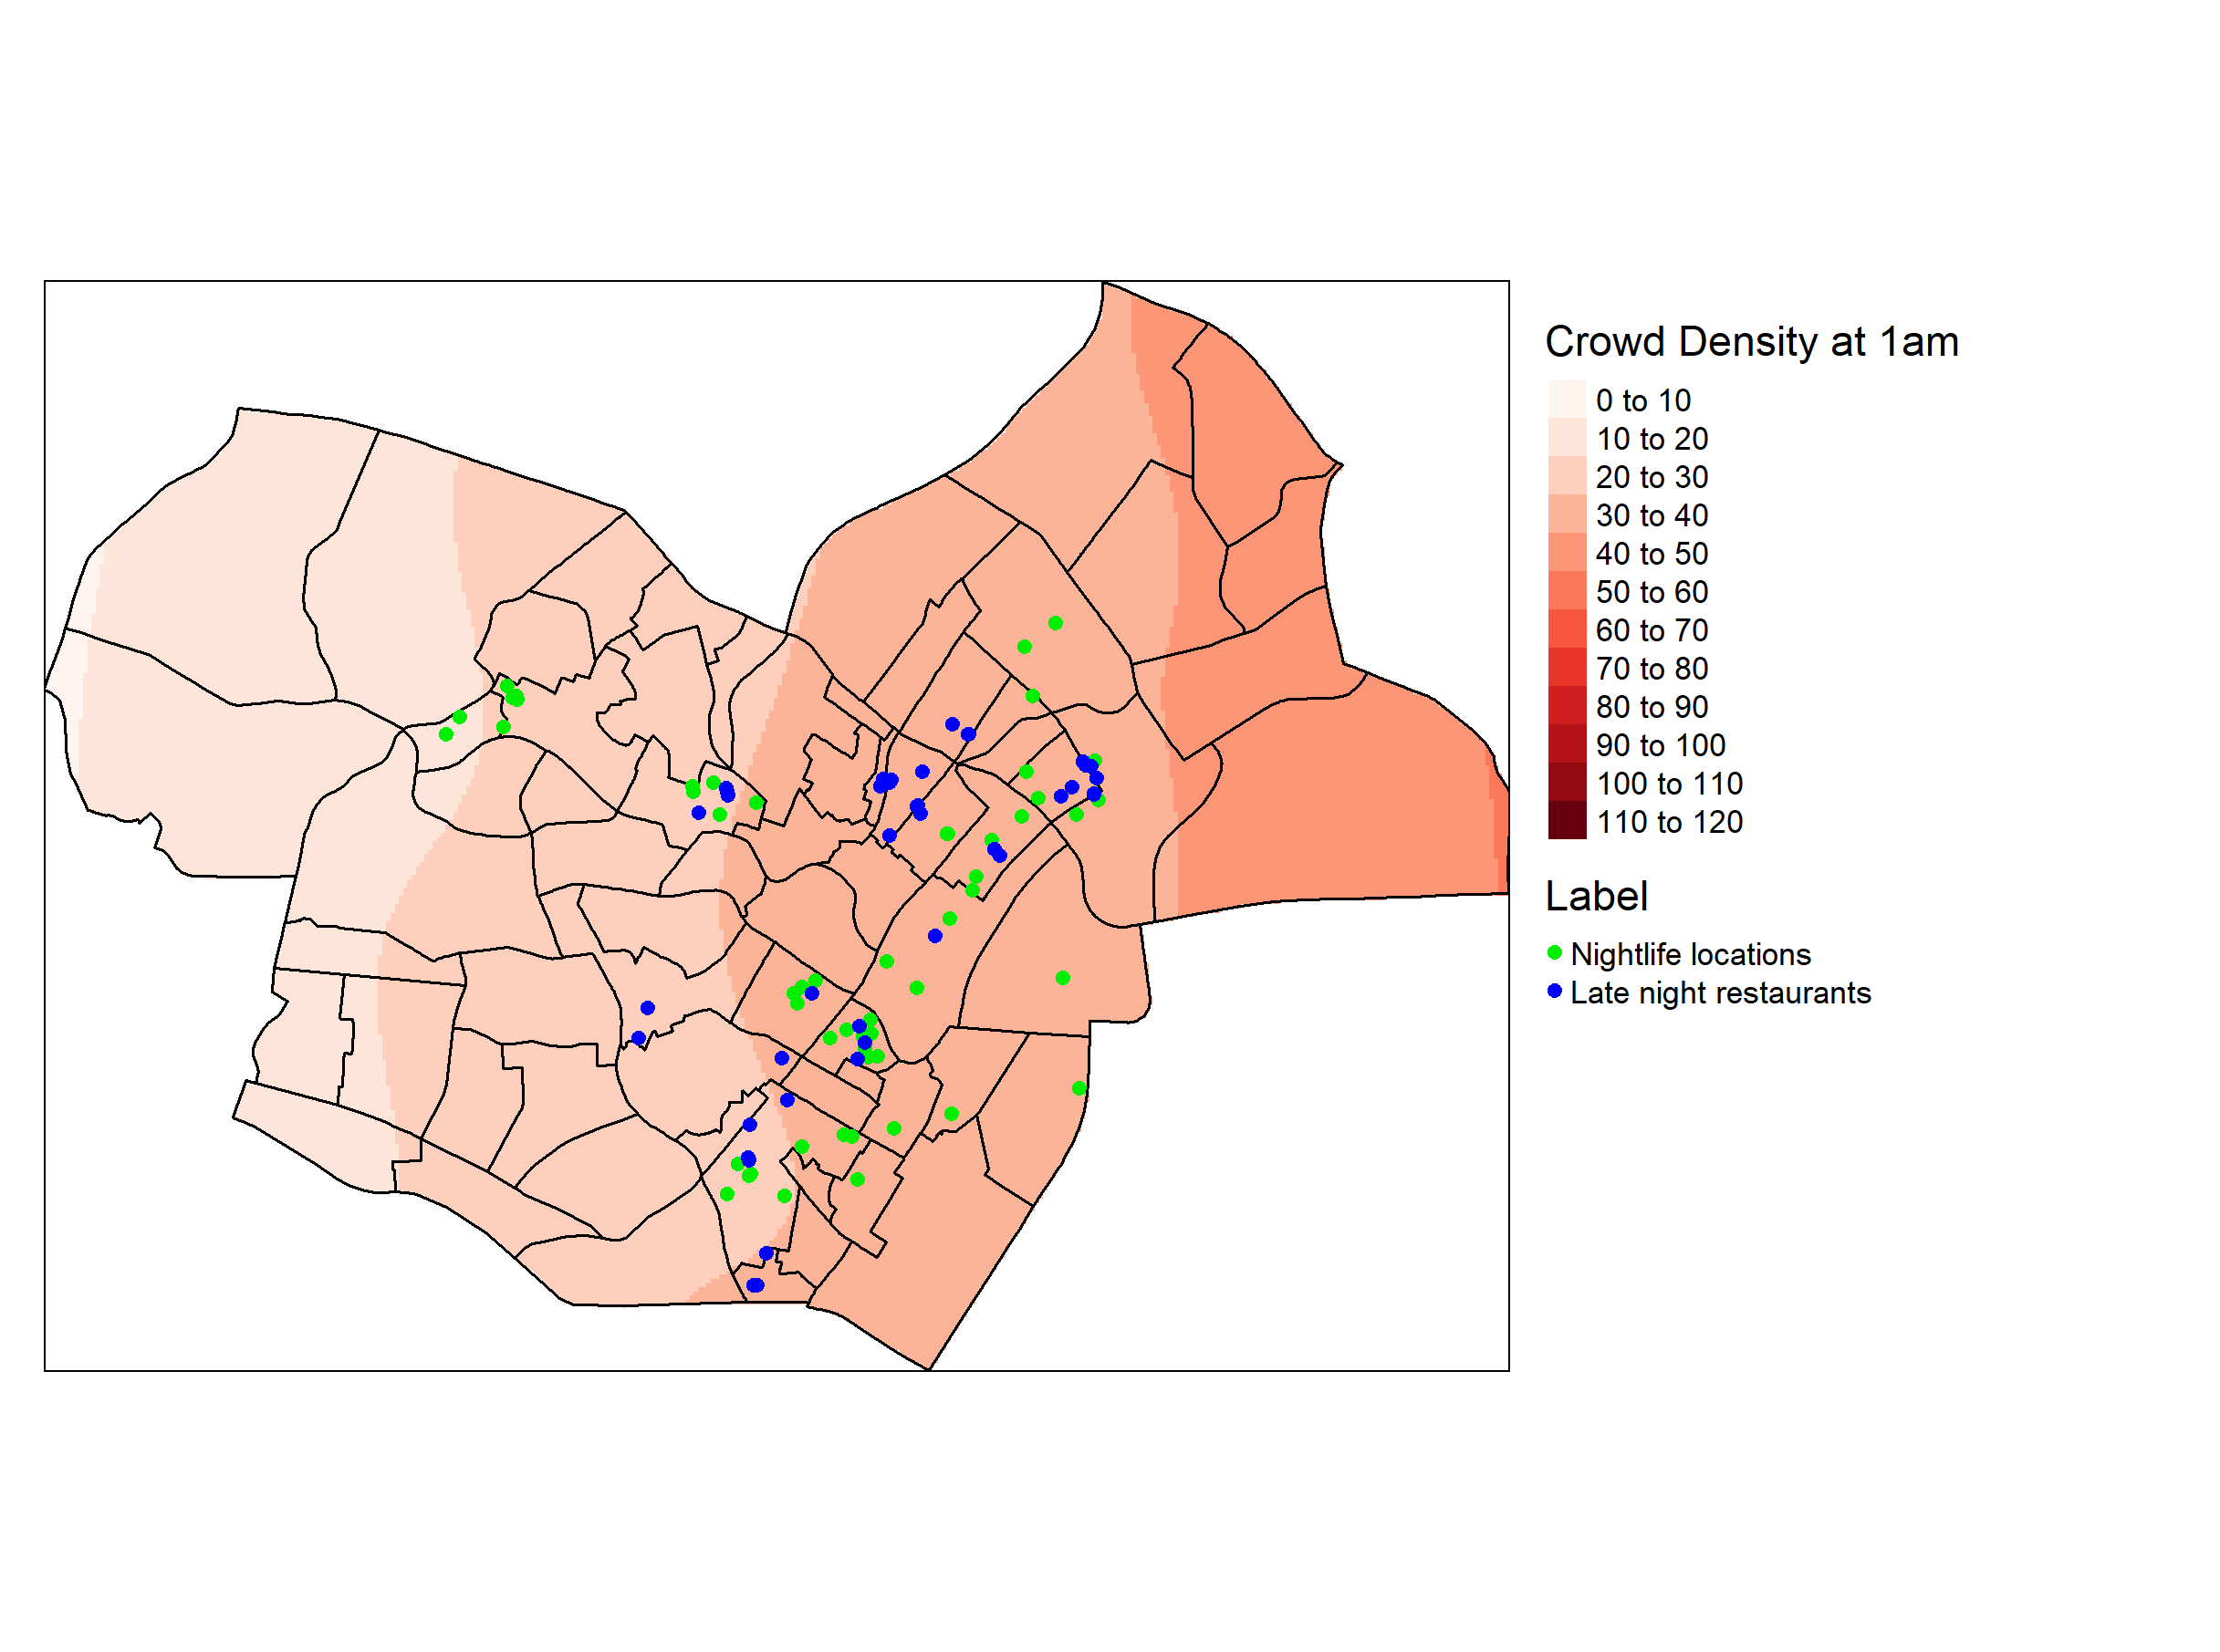 Crowd Density at 1am
0 to 10
10 to 20
20 to 30
30 to 40
40 to 50
50 to 60
60 to 70
70 to 80
80 to 90
90 to 100
100 to 110
110 to 120
Label
Nightlife locations
Late night restaurants